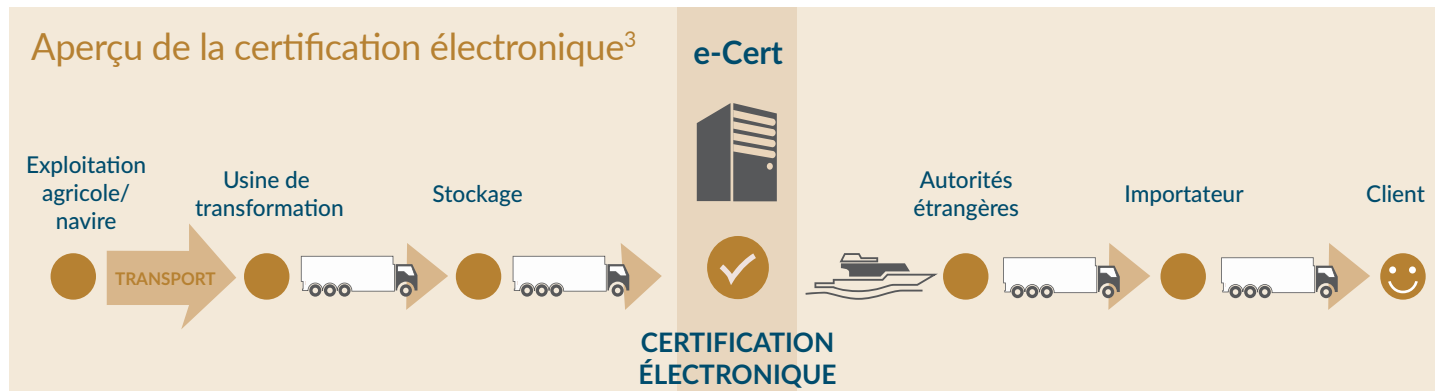 Aperçu de la certification électronique3
e-Cert
Exploitation
agricole/
navire
Usine de
transformation
Stockage
Autorités
étrangères
Importateur
Client
TRANSPORT
CERTIFICATION
ÉLECTRONIQUE